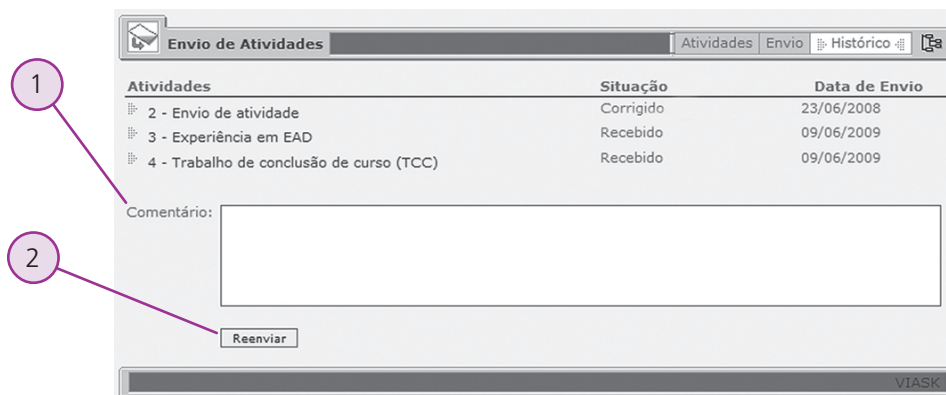 Envio de Atividades Atividades Envio Histórico
1
Atividades Situação Data de Envio
2 - Envio de atividade Corrigido 23/06/2008
3 - Experiência em EAD Recebido 09/06/2009
4 - Trabalho de conclusão de curso (TCC) Recebido 09/06/2009
Comentário:
2
Reenviar
VIASK